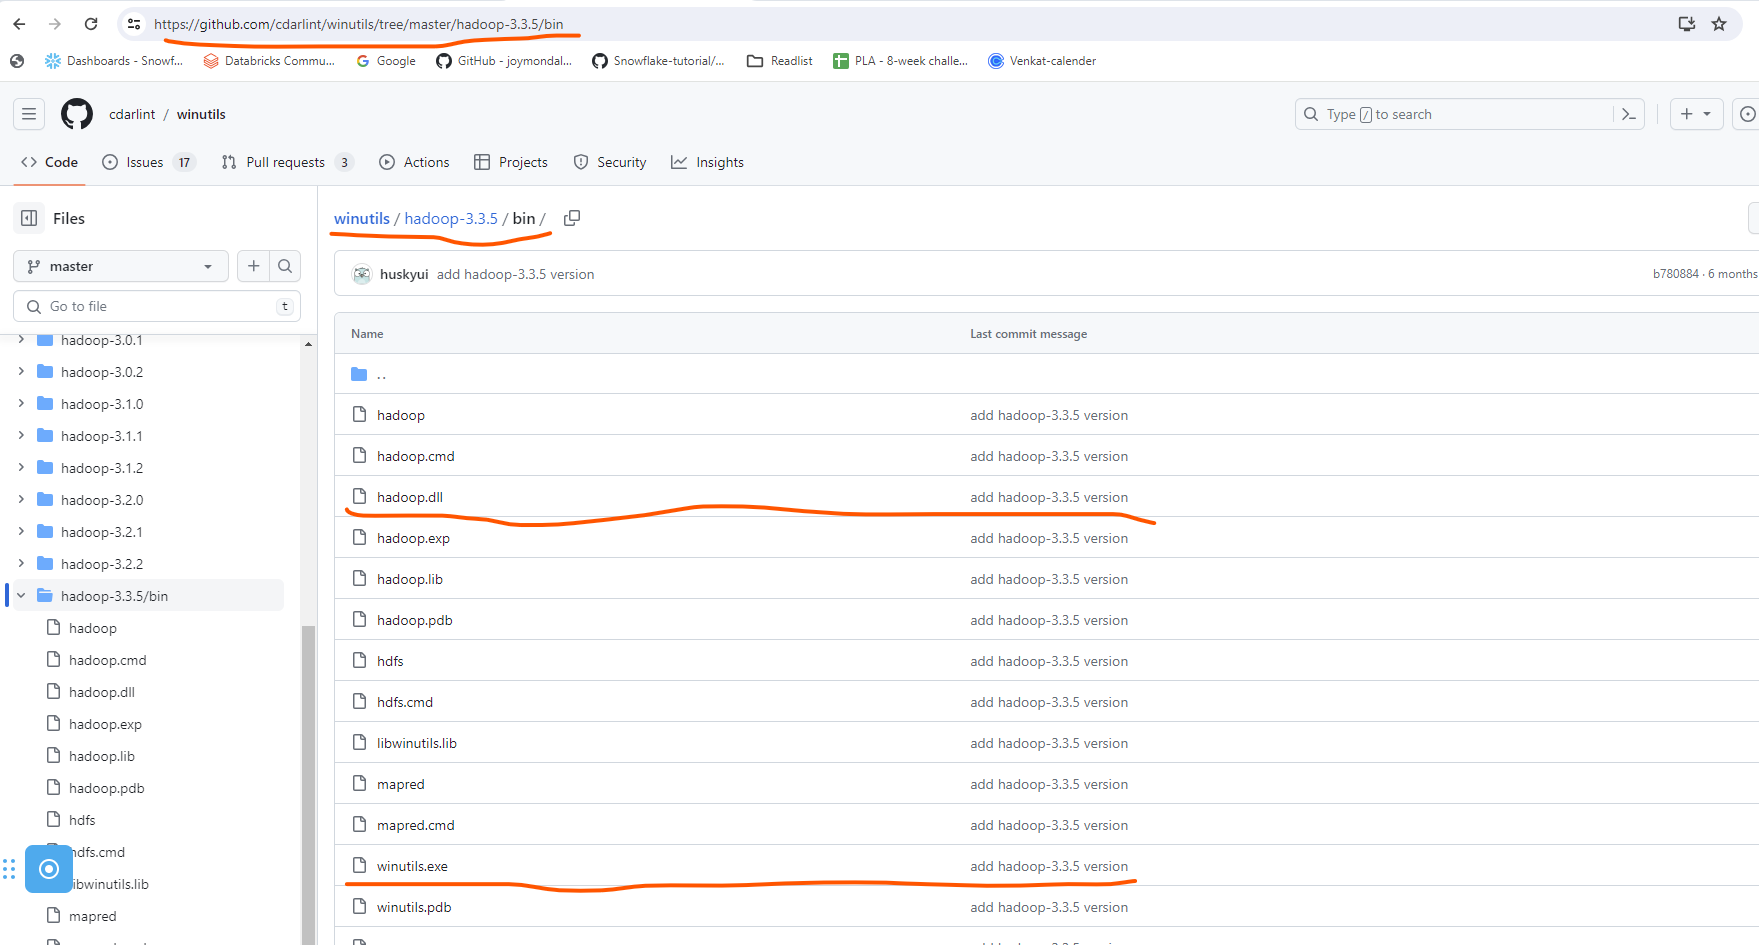 https://github.com/cdarlint/winutils/tree/master/hadoop-3.3.5/bin
Dashboards - Snowf...
Databricks Commu...
Google
GitHub - joymondal...
Snowflake-tutorial/...
Readlist
PLA - 8-week challe...
Venkat-calender
cdarlint / winutils
Type / to search
Code
Issues 17
Pull requests 3
Actions
Projects
Security
Insights
Files
master
Go to file
t
hadoop-3.0.1
hadoop-3.0.2
hadoop-3.1.0
hadoop-3.1.1
hadoop-3.1.2
hadoop-3.2.0
hadoop-3.2.1
hadoop-3.2.2
hadoop-3.3.5/bin
hadoop
hadoop.cmd
hadoop.dll
hadoop.exp
hadoop.lib
hadoop.pdb
hdfs
hdfs.cmd
libwinutils.lib
mapred
winutils / hadoop-3.3.5 / bin /
huskyui add hadoop-3.3.5 version
b780884 · 6 months
Name Last commit message
..
hadoop add hadoop-3.3.5 version
hadoop.cmd add hadoop-3.3.5 version
hadoop.dll add hadoop-3.3.5 version
hadoop.exp add hadoop-3.3.5 version
hadoop.lib add hadoop-3.3.5 version
hadoop.pdb add hadoop-3.3.5 version
hdfs add hadoop-3.3.5 version
hdfs.cmd add hadoop-3.3.5 version
libwinutils.lib add hadoop-3.3.5 version
mapred add hadoop-3.3.5 version
mapred.cmd add hadoop-3.3.5 version
winutils.exe add hadoop-3.3.5 version
winutils.pdb add hadoop-3.3.5 version